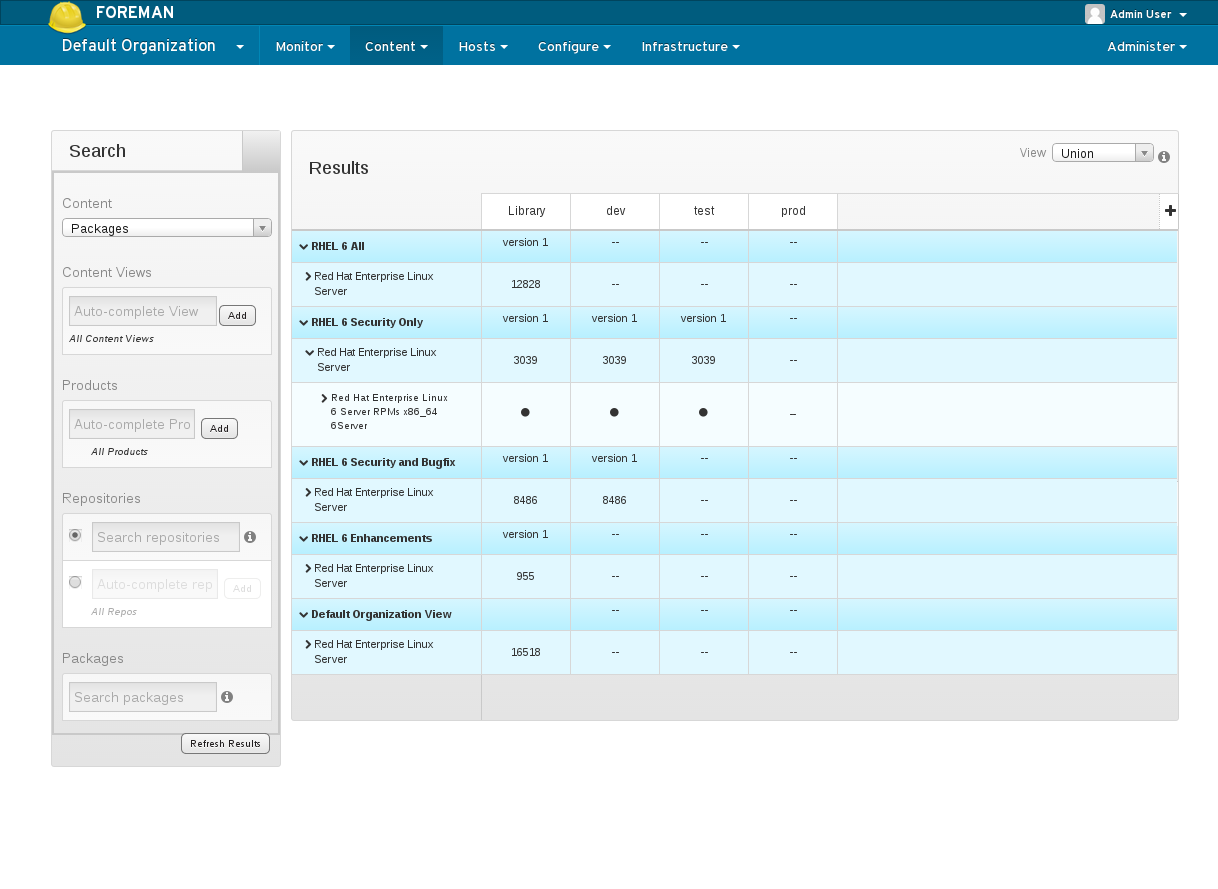 FOREMAN
Admin User
Default Organization
Monitor
Content
Hosts
Configure
Infrastructure
Administer
Search
Content
Packages
Content Views
Auto-complete View
Add
All Content Views
Products
Auto-complete Pro
Add
All Products
Repositories
Search repositories
Auto-complete rep
Add
All Repos
Packages
Search packages
Refresh Results
Results
View
Union
Library dev test prod
RHEL 6 All version 1 -- -- --
Red Hat Enterprise Linux
Server
12828 -- -- --
RHEL 6 Security Only version 1 version 1 version 1 --
Red Hat Enterprise Linux
Server
3039 3039 3039 --
Red Hat Enterprise Linux
6 Server RPMs x86_64
6Server
● ● ● _
RHEL 6 Security and Bugfix version 1 version 1 -- --
Red Hat Enterprise Linux
Server
8486 8486 -- --
RHEL 6 Enhancements version 1 -- -- --
Red Hat Enterprise Linux
Server
955 -- -- --
Default Organization View -- -- --
Red Hat Enterprise Linux
Server
16518 -- -- --